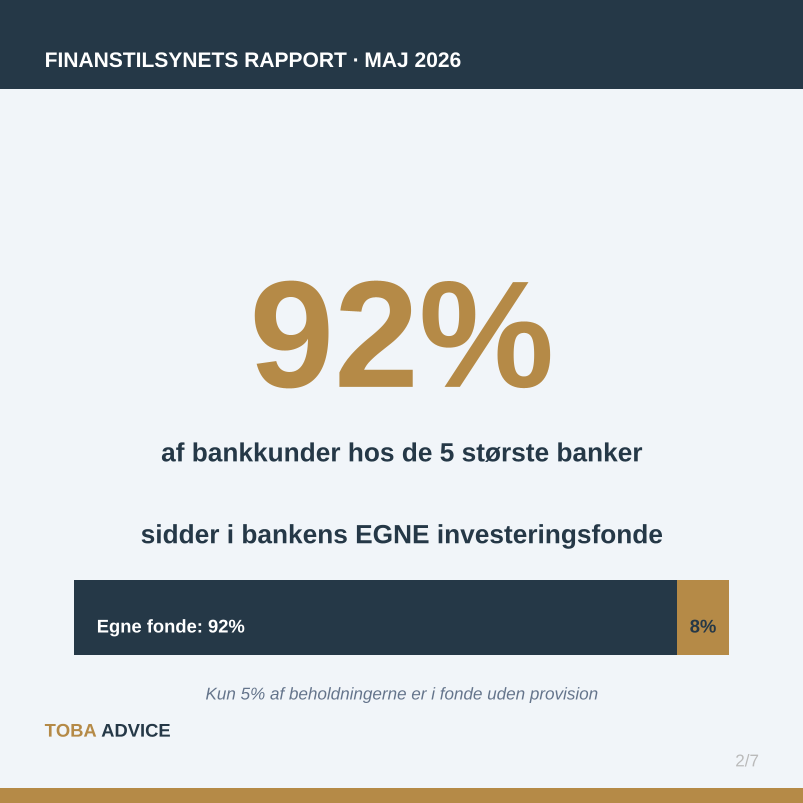 FINANSTILSYNETS RAPPORT · MAJ 2026
92%
af bankkunder hos de 5 største banker
sidder i bankens EGNE investeringsfonde
Egne fonde: 92%
8%
Kun 5% af beholdningerne er i fonde uden provision
TOBA ADVICE
2/7